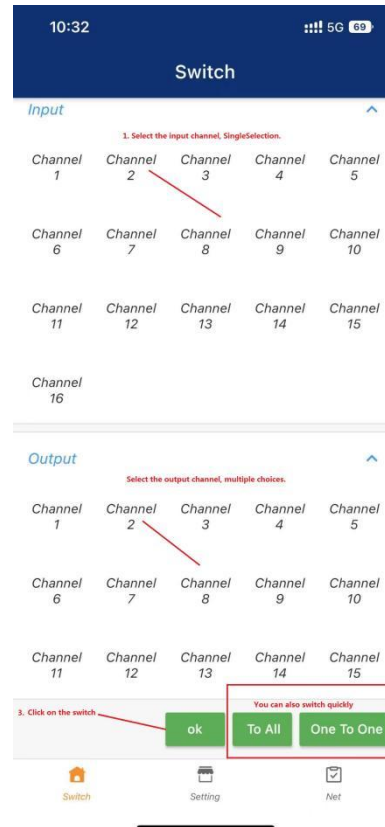 10:32 5G 69
Switch
Input
1. Select the input channel, SingleSelection.
Channel Channel Channel Channel Channel
1 2 3 4 5
Channel Channel Channel Channel Channel
6 7 8 9 10
Channel Channel Channel Channel Channel
11 12 13 14 15
Channel
16
Output
Select the output channel, multiple choices.
Channel Channel Channel Channel Channel
1 2 3 4 5
Channel Channel Channel Channel Channel
6 7 8 9 10
Channel Channel Channel Channel Channel
11 12 13 14 15
You can also switch quickly
3. Click on the switch
ok To All One To One
Switch Setting Net